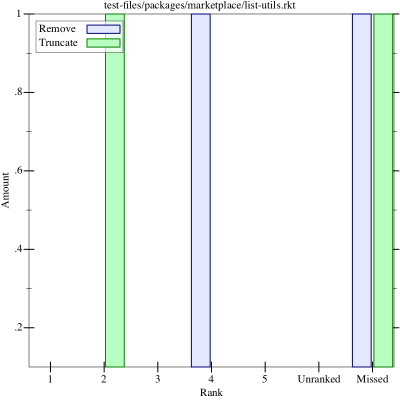 test-files/packages/marketplace/list-utils.rkt
Remove
Truncate
1
.8
.6
.4
.2
Amount
1 2 3 4 5 Unranked Missed
Rank